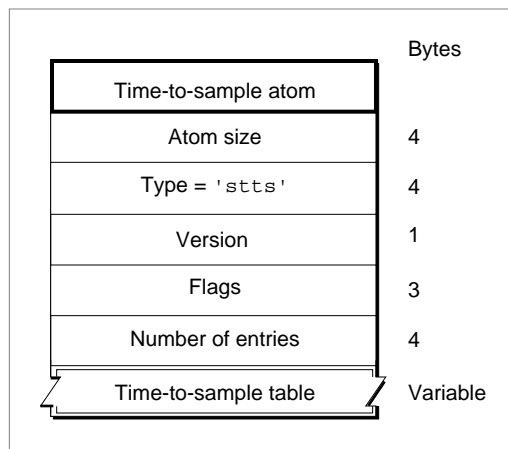 Bytes
Time-to-sample atom
Atom size 4
Type = 'stts' 4
Version 1
Flags 3
Number of entries 4
Time-to-sample table Variable